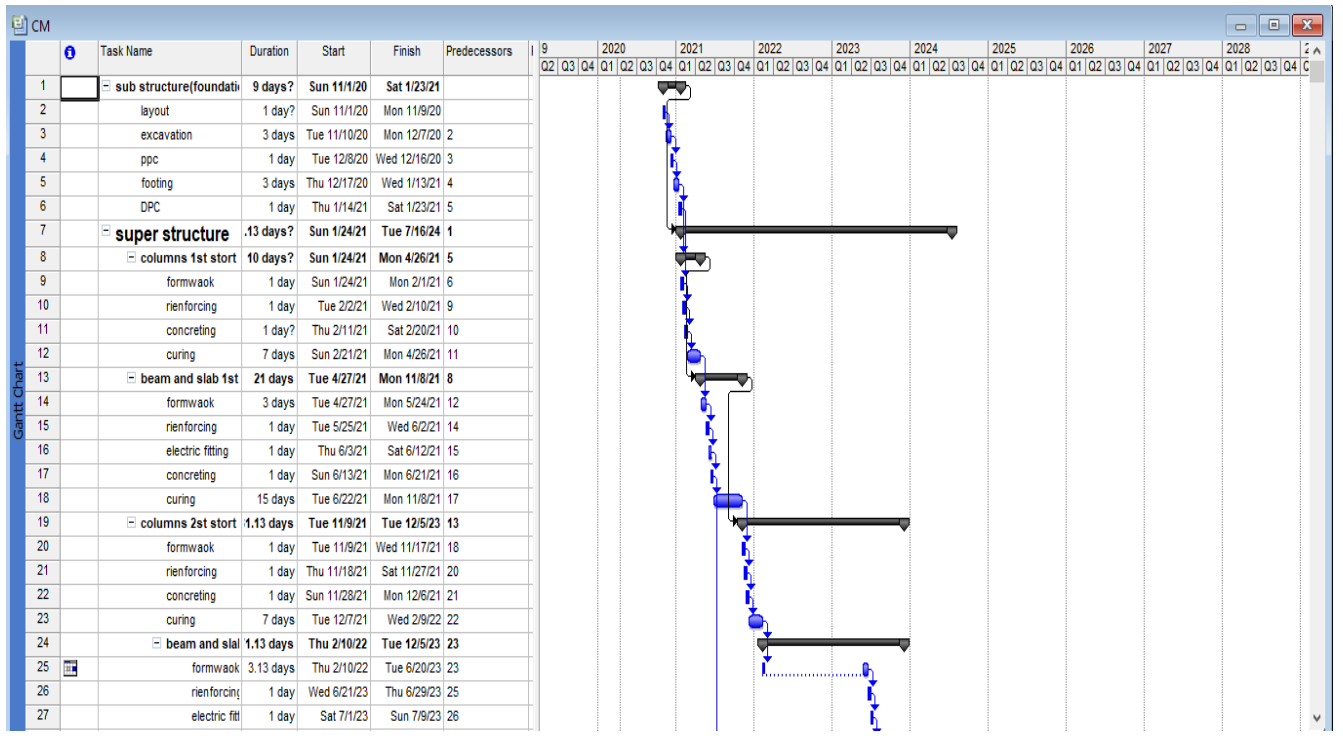 CM
Task Name Duration Start Finish Predecessors 9 2020 2021 2022 2023 2024 2025 2026 2027 2028 2
Q2 Q3 Q4 Q1 Q2 Q3 Q4 Q1 Q2 Q3 Q4 Q1 Q2 Q3 Q4 Q1 Q2 Q3 Q4 Q1 Q2 Q3 Q4 Q1 Q2 Q3 Q4 Q1 Q2 Q3 Q4 Q1 Q2 Q3 Q4 Q1 Q2 Q3 Q4
1 sub structure(foundati 9 days? Sun 11/1/20 Sat 1/23/21
2 layout 1 day? Sun 11/1/20 Mon 11/9/20
3 excavation 3 days Tue 11/10/20 Mon 12/7/20 2
4 ppc 1 day Tue 12/8/20 Wed 12/16/20 3
5 footing 3 days Thu 12/17/20 Wed 1/13/21 4
6 DPC 1 day Thu 1/14/21 Sat 1/23/21 5
7 super structure .13 days? Sun 1/24/21 Tue 7/16/24 1
8 columns 1st stort 10 days? Sun 1/24/21 Mon 4/26/21 5
9 formwaok 1 day Sun 1/24/21 Mon 2/1/21 6
10 rienforcing 1 day Tue 2/2/21 Wed 2/10/21 9
11 concreting 1 day? Thu 2/11/21 Sat 2/20/21 10
12 curing 7 days Sun 2/21/21 Mon 4/26/21 11
13 beam and slab 1st 21 days Tue 4/27/21 Mon 11/8/21 8
14 formwaok 3 days Tue 4/27/21 Mon 5/24/21 12
15 rienforcing 1 day Tue 5/25/21 Wed 6/2/21 14
16 electric fitting 1 day Thu 6/3/21 Sat 6/12/21 15
17 concreting 1 day Sun 6/13/21 Mon 6/21/21 16
18 curing 15 days Tue 6/22/21 Mon 11/8/21 17
19 columns 2st stort 1.13 days Tue 11/9/21 Tue 12/5/23 13
20 formwaok 1 day Tue 11/9/21 Wed 11/17/21 18
21 rienforcing 1 day Thu 11/18/21 Sat 11/27/21 20
22 concreting 1 day Sun 11/28/21 Mon 12/6/21 21
23 curing 7 days Tue 12/7/21 Wed 2/9/22 22
24 beam and slal 1.13 days Thu 2/10/22 Tue 12/5/23 23
25 formwaok 3.13 days Thu 2/10/22 Tue 6/20/23 23
26 rienforcing 1 day Wed 6/21/23 Thu 6/29/23 25
27 electric fitt 1 day Sat 7/1/23 Sun 7/9/23 26
Gantt Chart